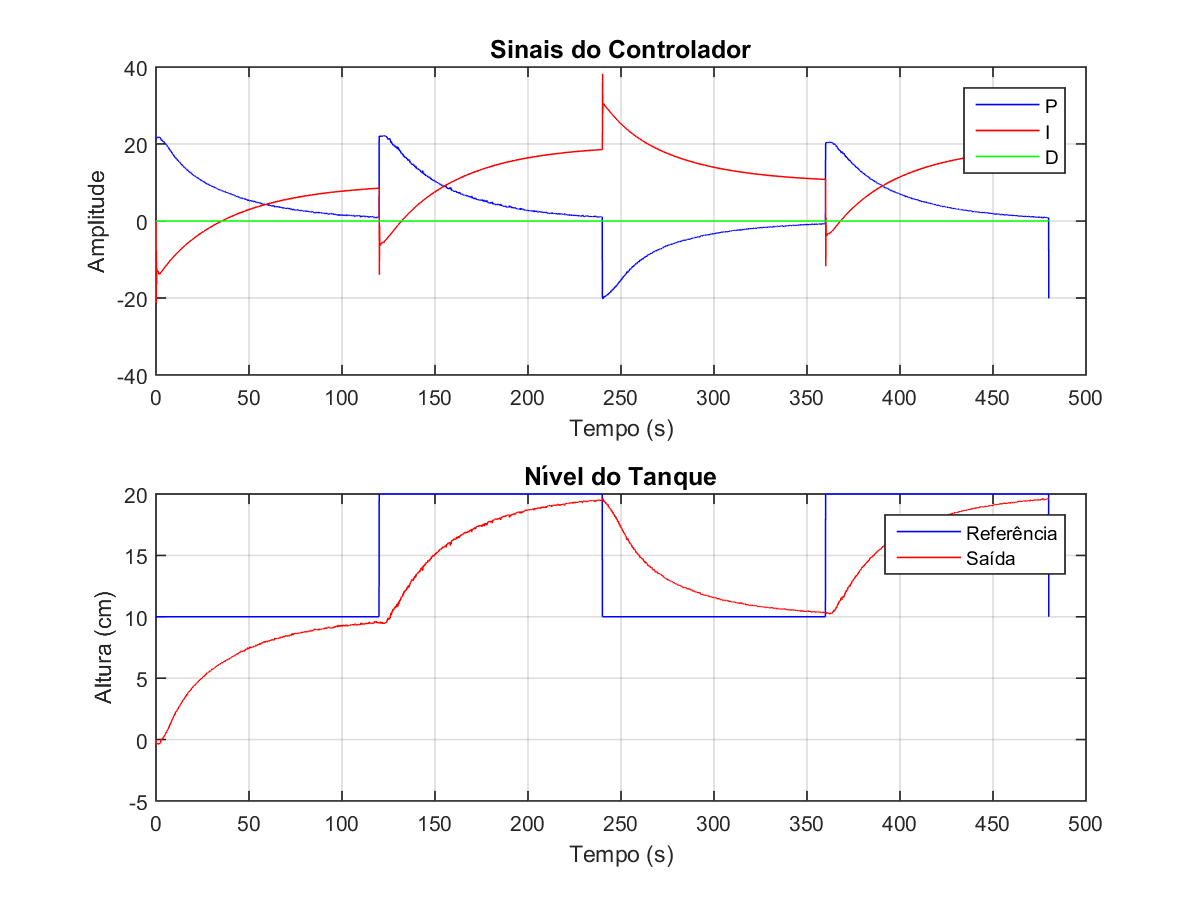 Sinais do Controlador
40
20
0
-20
-40
Amplitude
P
I
D
0 50 100 150 200 250 300 350 400 450 500
Tempo (s)
Nível do Tanque
20
15
10
5
0
-5
Altura (cm)
Referência
Saída
0 50 100 150 200 250 300 350 400 450 500
Tempo (s)